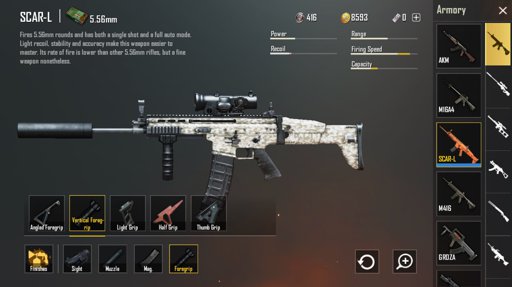 SCAR-L
5.56mm
416
8593
0
Armory
Fires 5.56mm rounds and has both a single shot and a full auto mode.
Light recoil, stability and accuracy make this weapon easier to
master. Its rate of fire is lower than other 5.56mm rifles, but a fine
weapon nonetheless.
Power
Range
Recoil
Firing Speed
Capacity
AKM
M16A4
SCAR-L
M416
GROZA
Angled Foregrip
Vertical Foreg-
rip
Light Grip
Half Grip
Thumb Grip
Finishes
Sight
Muzzle
Mag.
Foregrip